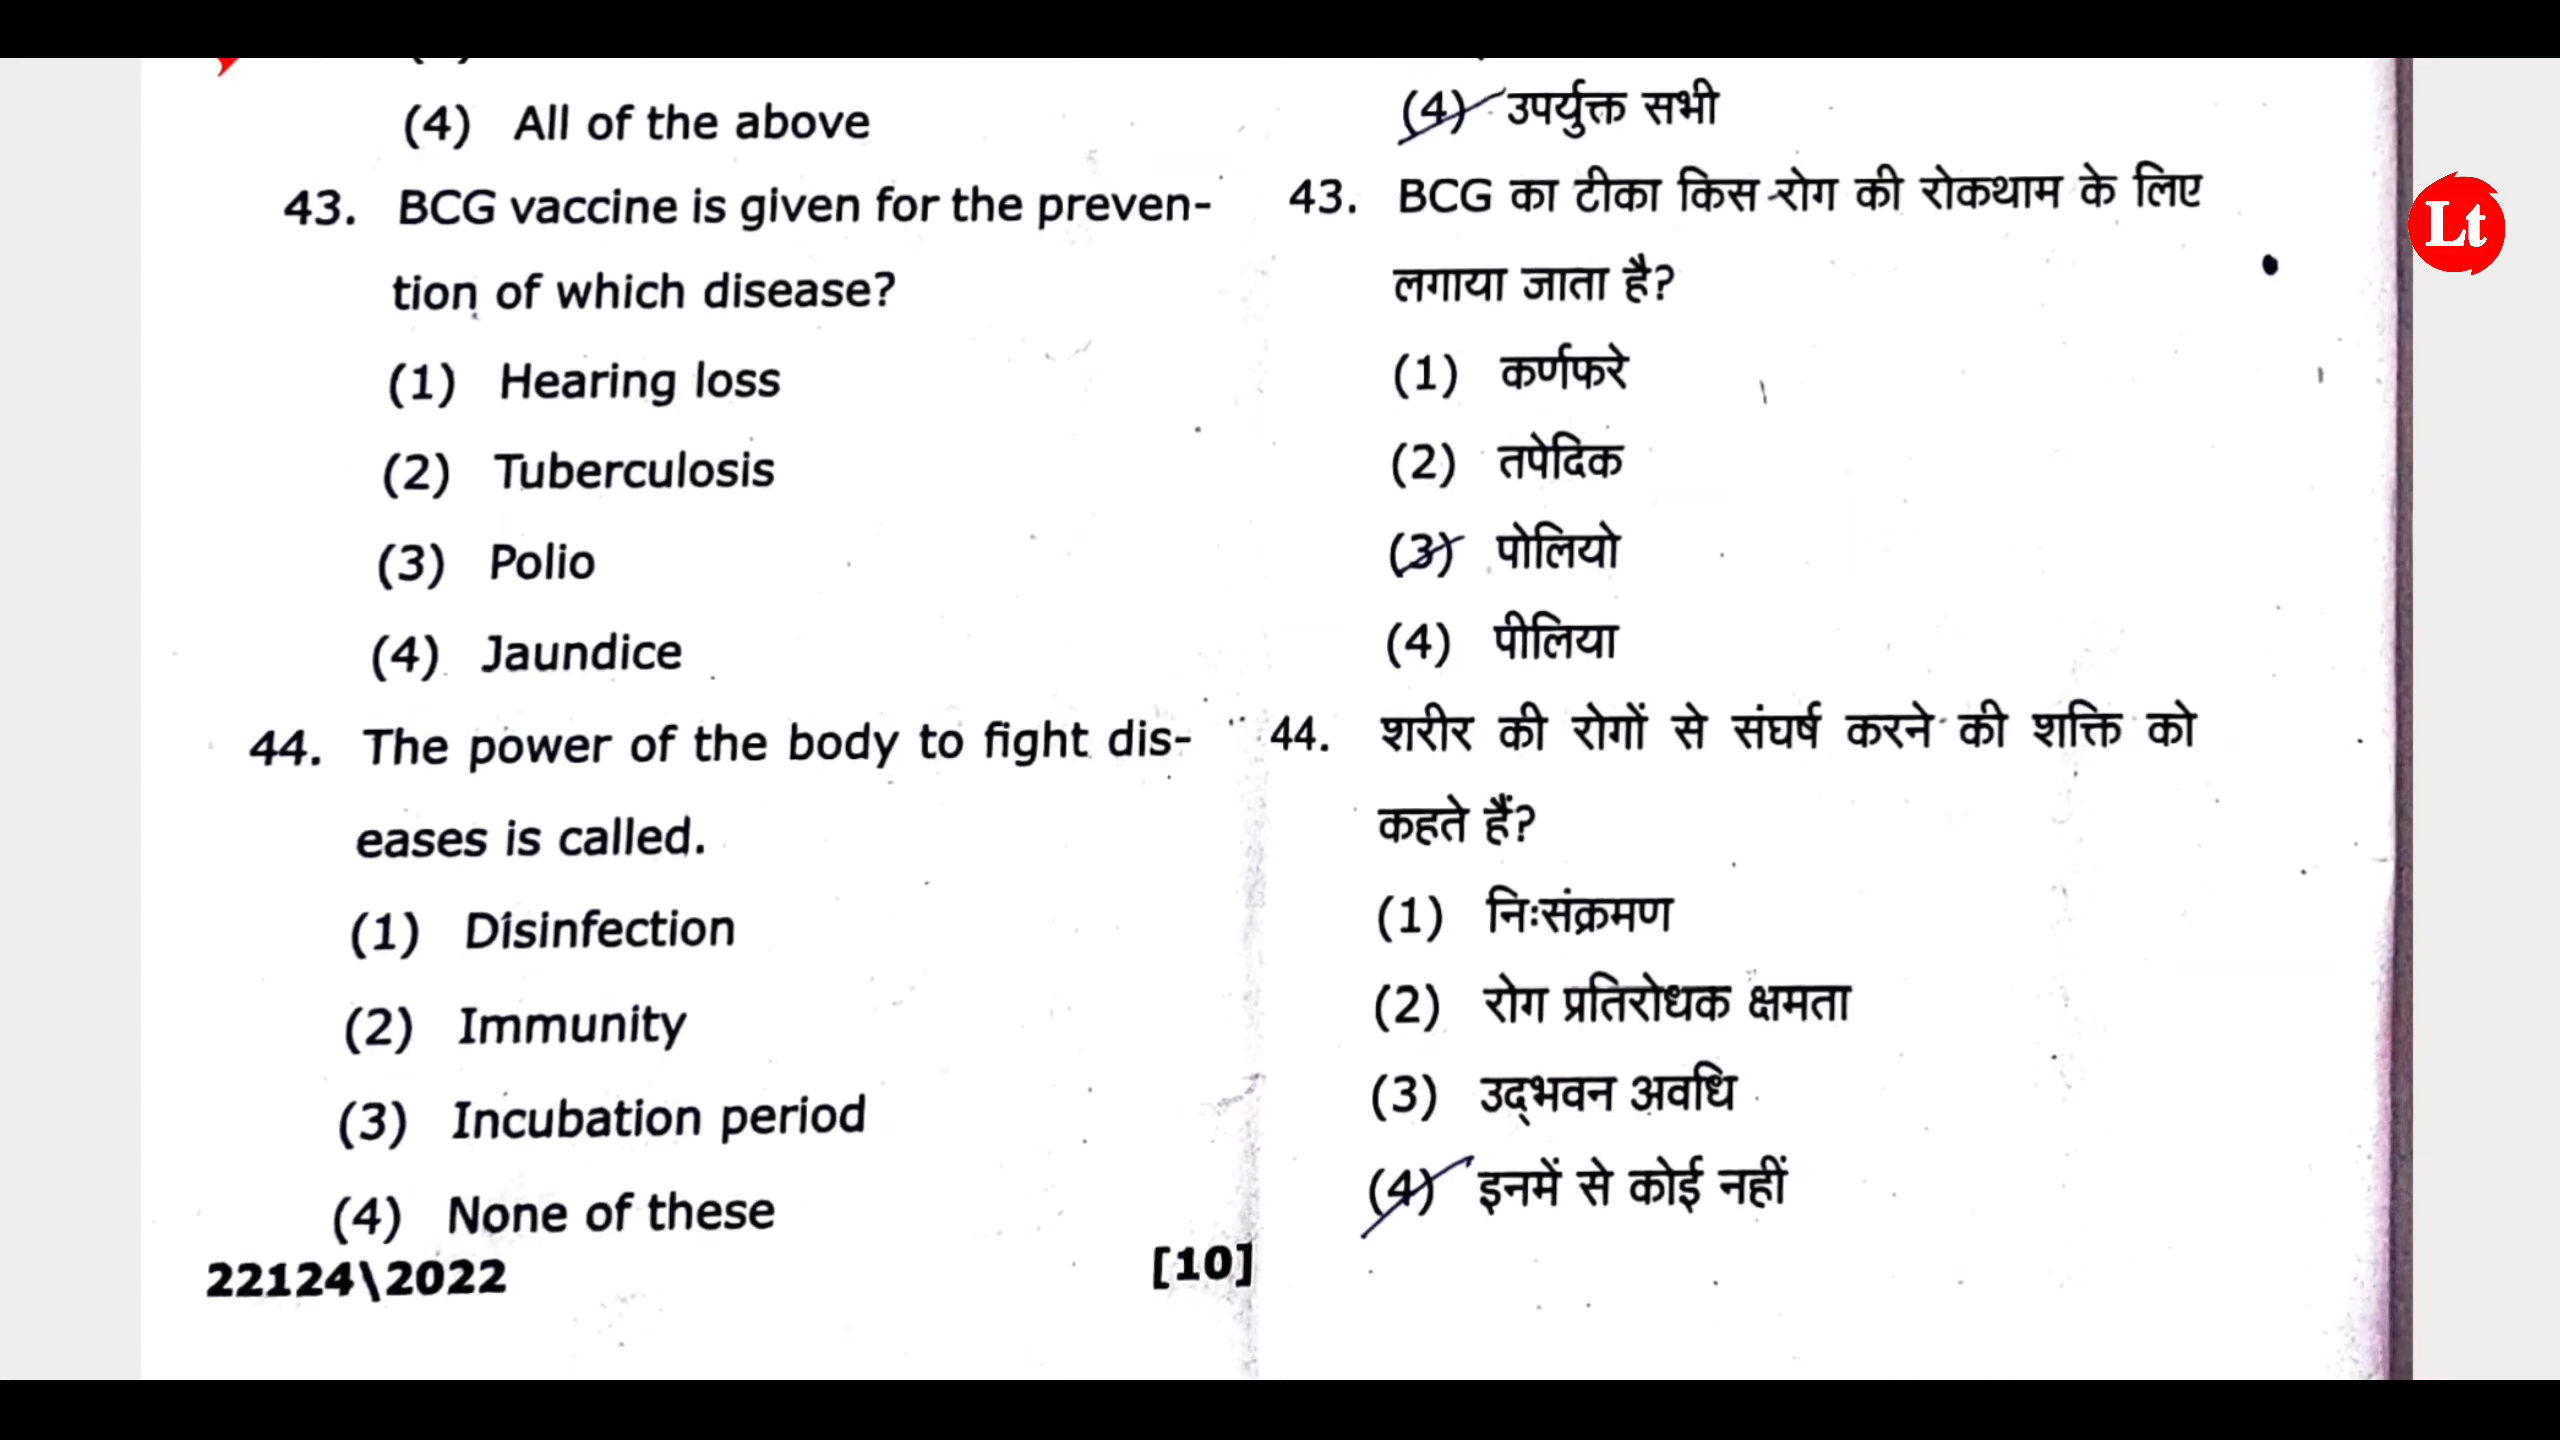 (4) All of the above
43. BCG vaccine is given for the preven-
tion of which disease?
(1) Hearing loss
(2) Tuberculosis
(3) Polio
(4) Jaundice
44. The power of the body to fight dis-
eases is called.
(1) Disinfection
(2) Immunity
(3) Incubation period
(4) None of these
22124\2022
[10]
(4) उपर्युक्त सभी
43. BCG का टीका किस रोग की रोकथाम के लिए
लगाया जाता है?
(1) कर्णफरे
(2) तपेदिक
(3) पोलियो
(4) पीलिया
44. शरीर की रोगों से संघर्ष करने की शक्ति को
कहते हैं?
(1) निःसंक्रमण
(2) रोग प्रतिरोधक क्षमता
(3) उद्‌भवन अवधि
(4) इनमें से कोई नहीं
Lt